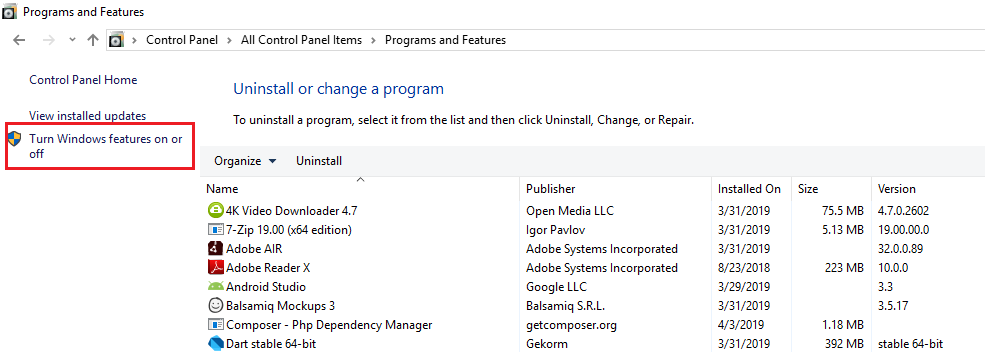 Programs and Features
Control Panel > All Control Panel Items > Programs and Features
Control Panel Home
View installed updates
Turn Windows features on or
off
Uninstall or change a program
To uninstall a program, select it from the list and then click Uninstall, Change, or Repair.
Organize Uninstall
Name Publisher Installed On Size Version
4K Video Downloader 4.7 Open Media LLC 3/31/2019 75.5 MB 4.7.0.2602
7-Zip 19.00 (x64 edition) Igor Pavlov 3/31/2019 5.13 MB 19.00.00.0
Adobe AIR Adobe Systems Incorporated 3/31/2019 32.0.0.89
Adobe Reader X Adobe Systems Incorporated 8/23/2018 223 MB 10.0.0
Android Studio Google LLC 3/29/2019 3.3
Balsamiq Mockups 3 Balsamiq S.R.L. 3/31/2019 3.5.17
Composer - Php Dependency Manager getcomposer.org 4/3/2019 1.18 MB
Dart stable 64-bit Gekorm 3/31/2019 392 MB stable 64-bit